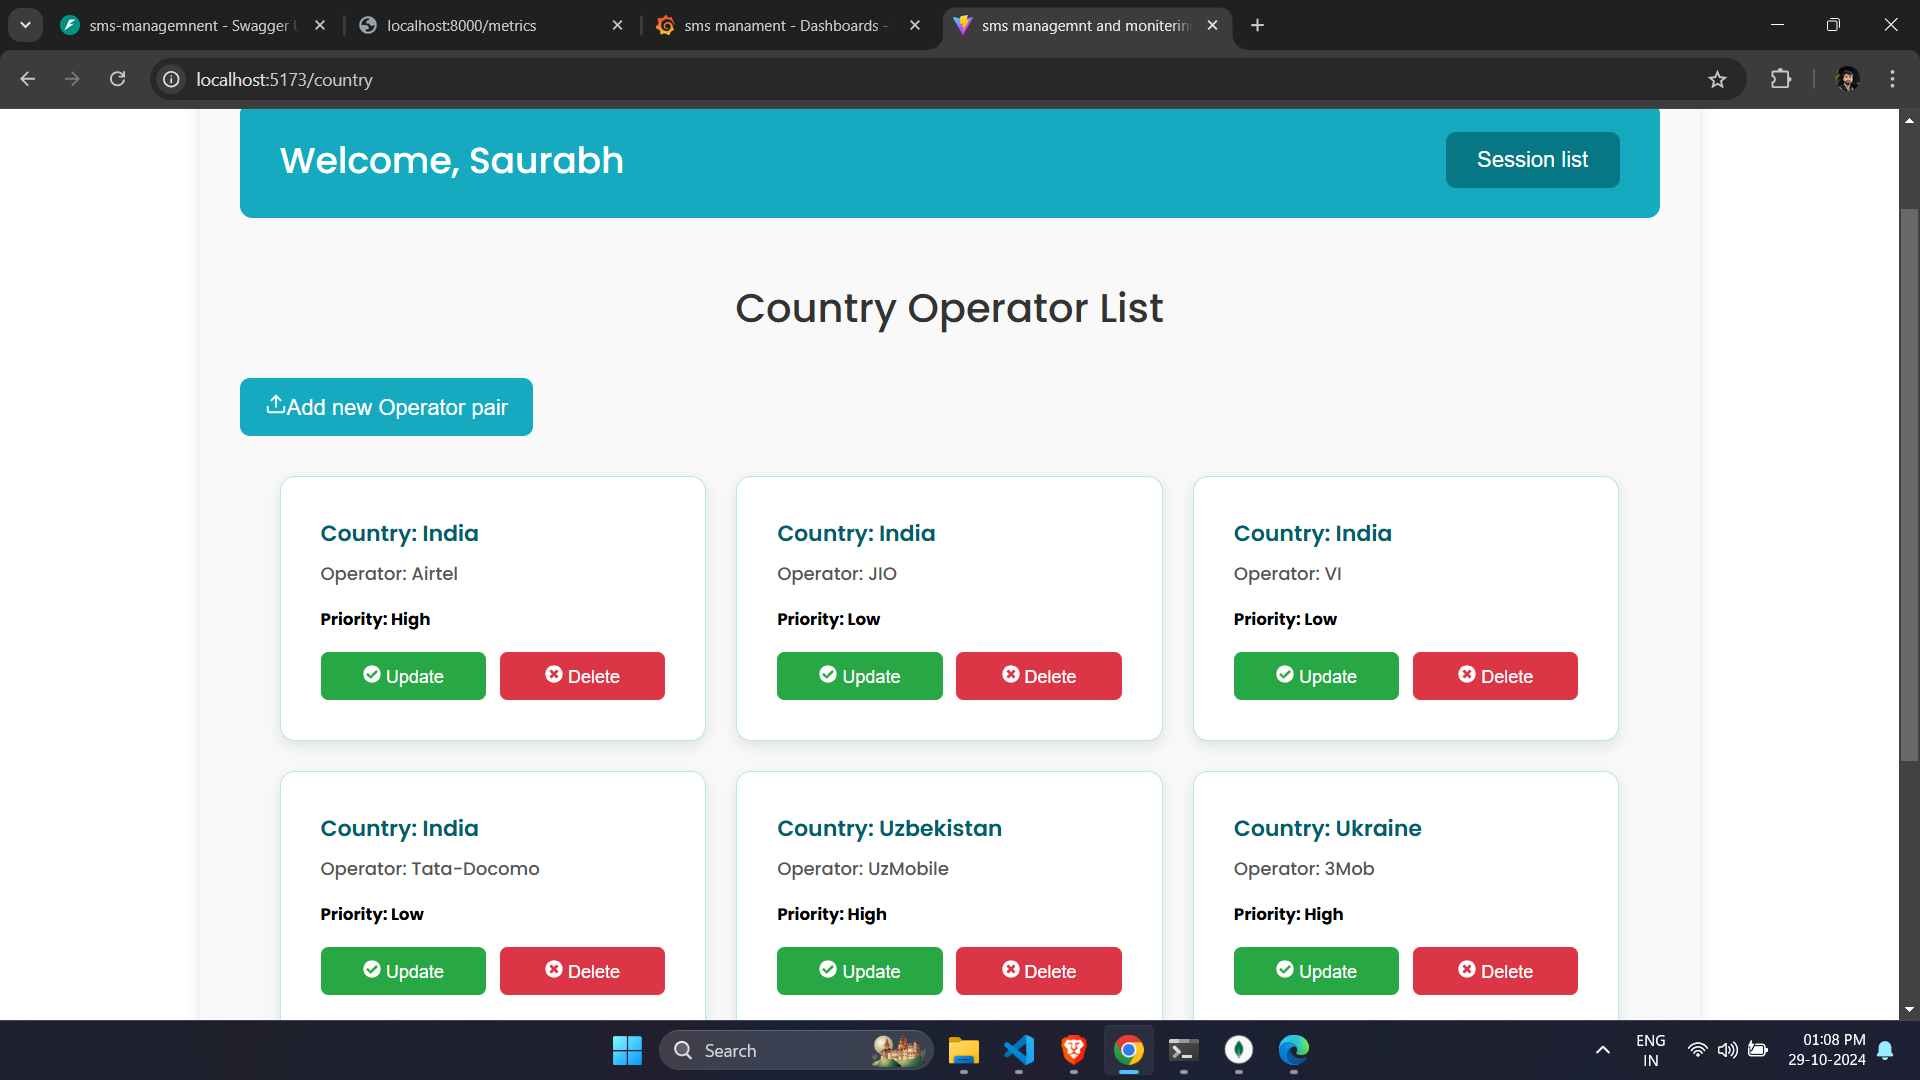 sms-managemnent - Swagger U
localhost:8000/metrics
sms manament - Dashboards -
sms managemnt and moniterin
localhost:5173/country
Welcome, Saurabh
Session list
Country Operator List
Add new Operator pair
Country: India
Operator: Airtel
Priority: High
Update
Delete
Country: India
Operator: JIO
Priority: Low
Update
Delete
Country: India
Operator: VI
Priority: Low
Update
Delete
Country: India
Operator: Tata-Docomo
Priority: Low
Update
Delete
Country: Uzbekistan
Operator: UzMobile
Priority: High
Update
Delete
Country: Ukraine
Operator: 3Mob
Priority: High
Update
Delete
Search
ENG
IN
01:08 PM
29-10-2024